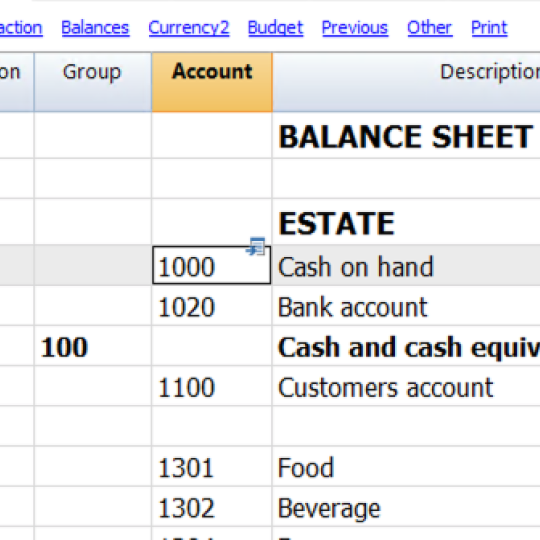 action Balances Currency2 Budget Previous Other Print
on Group Account Description
BALANCE SHEET
ESTATE
1000 Cash on hand
1020 Bank account
100 Cash and cash equiv
1100 Customers account
1301 Food
1302 Beverage